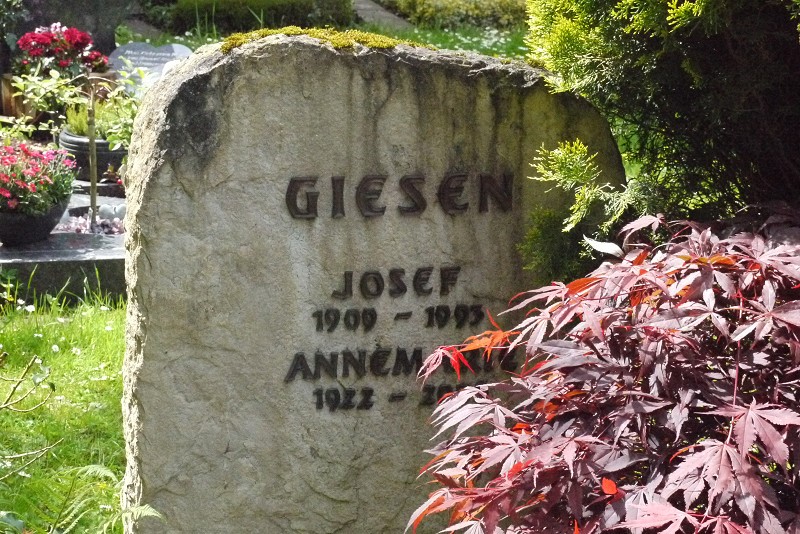 GIESEN
JOSEF
1909 - 1993
1922 -